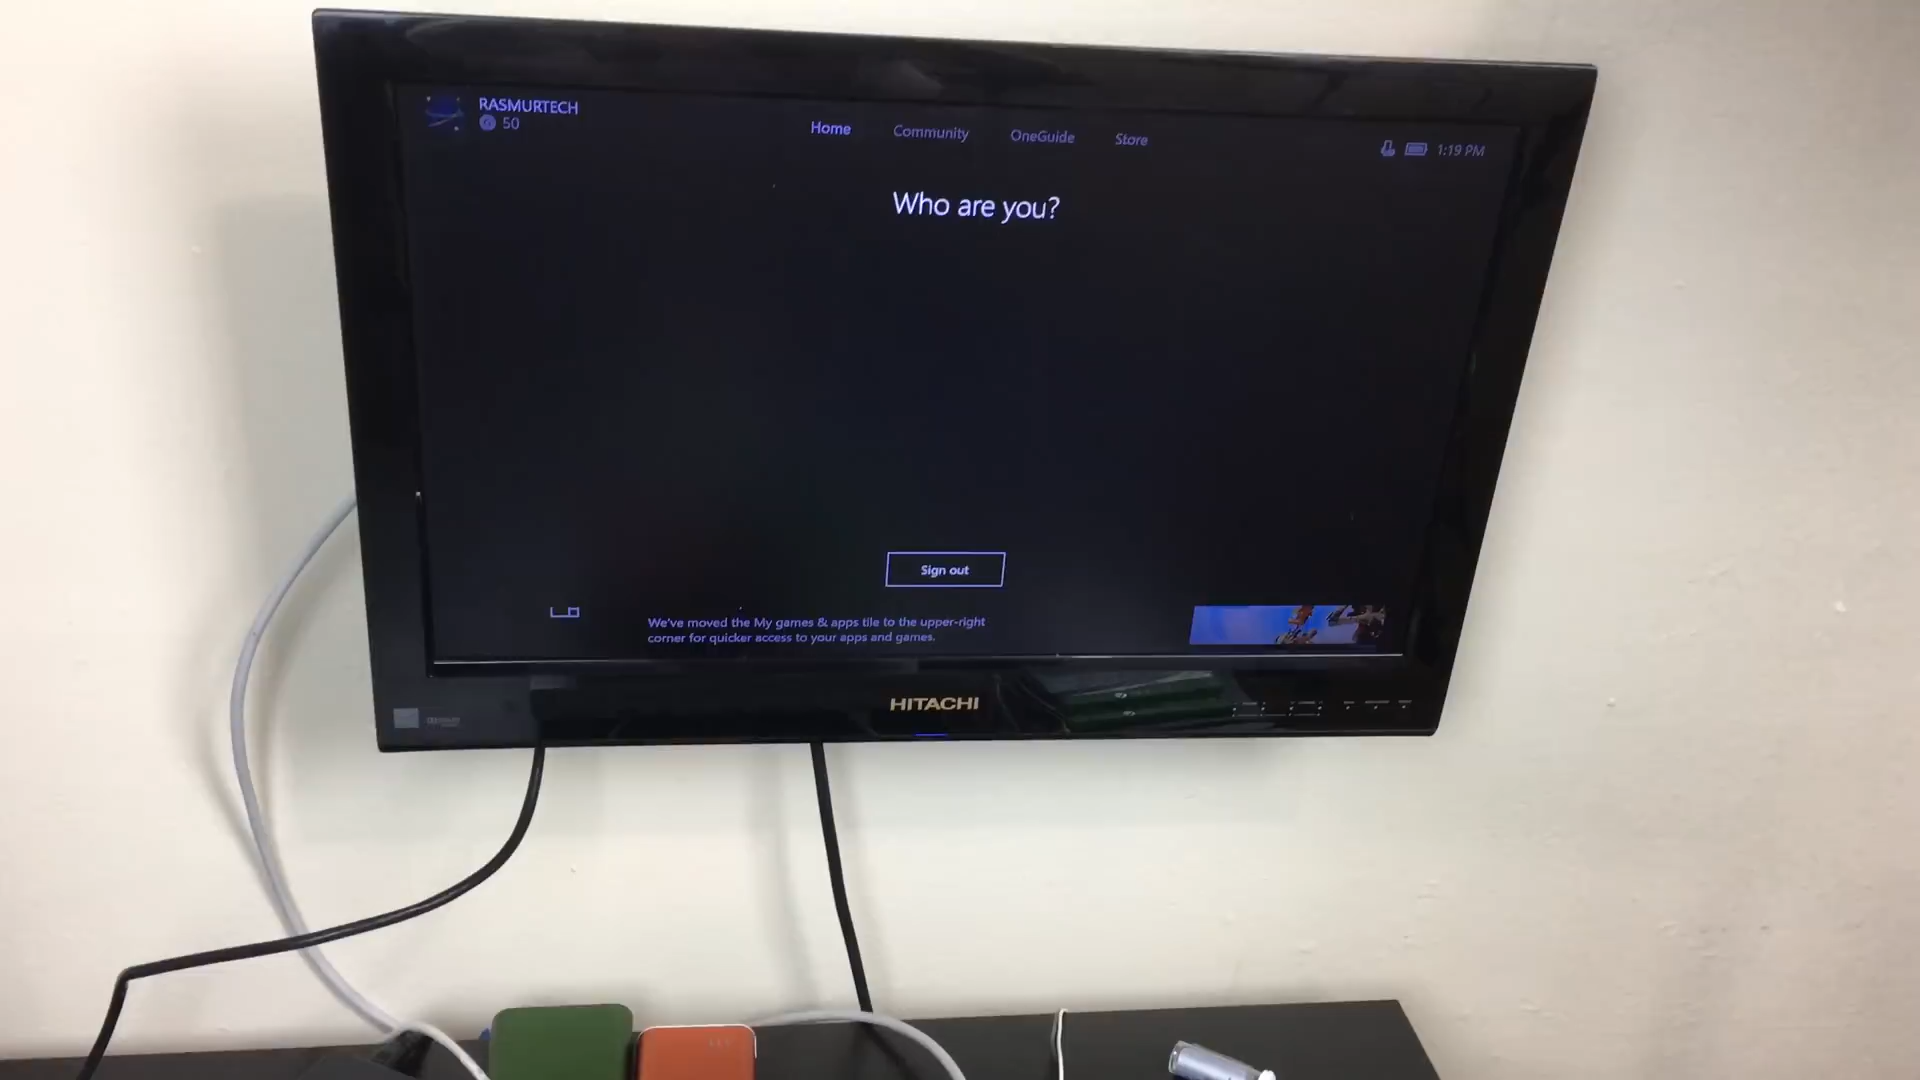 RASMURTECH
50
Home
Community
OneGuide
Store
1:19 PM
Who are you?
Sign out
We've moved the My games & apps tile to the upper-right
corner for quicker access to your apps and games.
HITACHI